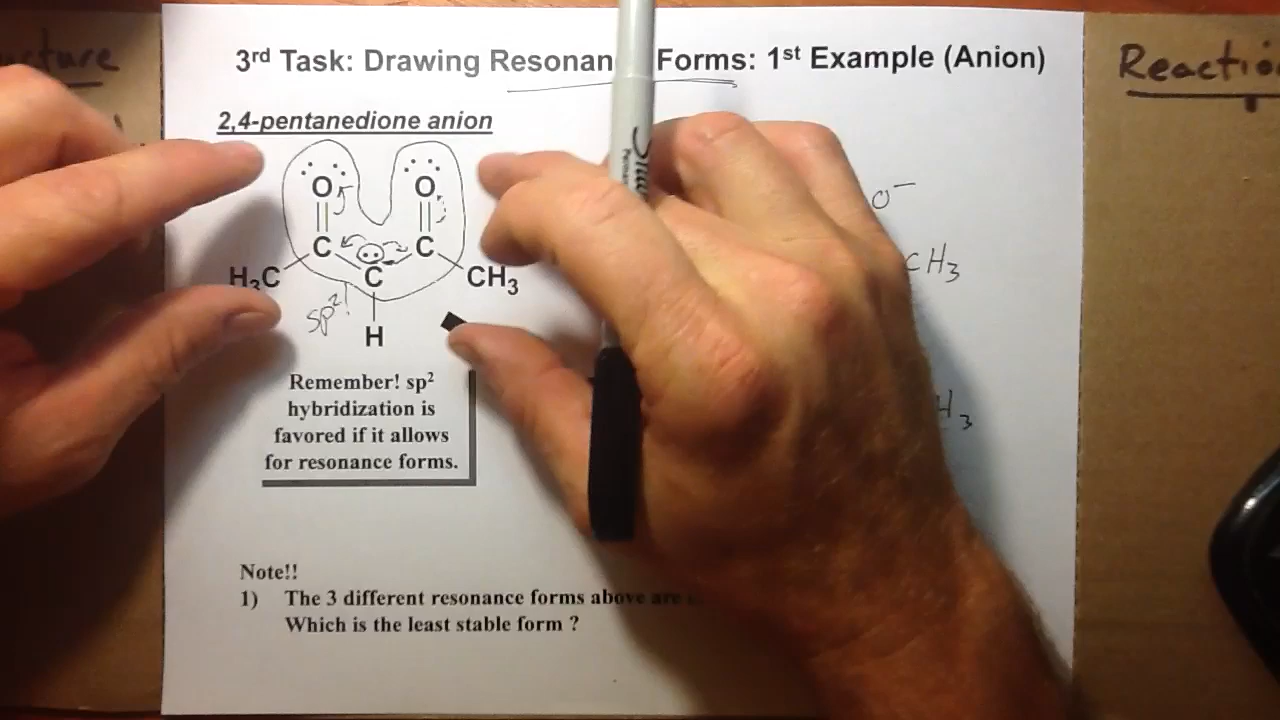 3rd Task: Drawing Resonan Forms: 1st Example (Anion)
Reactio
2,4-pentanedione anion
O O
O−
C C
CH3
H3C C CH3
sp2!
H
H3
Remember! sp2
hybridization is
favored if it allows
for resonance forms.
Note!!
1) The 3 different resonance forms above are
Which is the least stable form ?